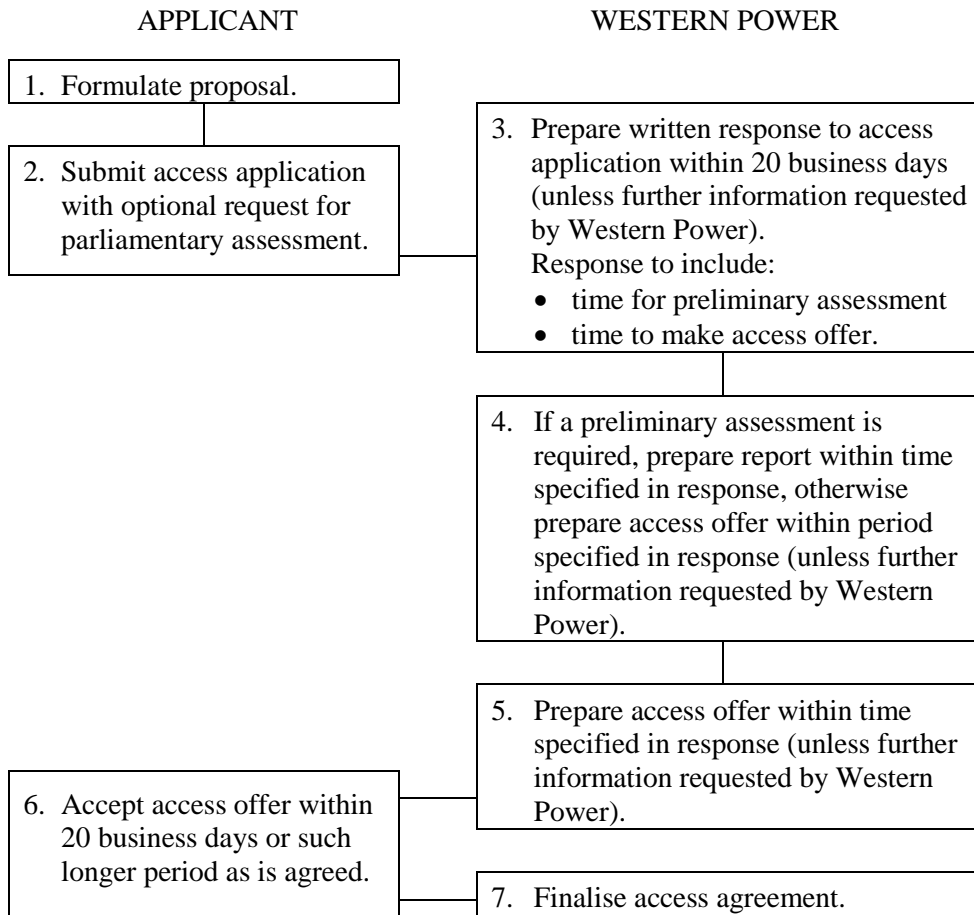 APPLICANT
WESTERN POWER
1. Formulate proposal.
2. Submit access application
with optional request for
parliamentary assessment.
3. Prepare written response to access
application within 20 business days
(unless further information requested
by Western Power).
Response to include:
• time for preliminary assessment
• time to make access offer.
4. If a preliminary assessment is
required, prepare report within time
specified in response, otherwise
prepare access offer within period
specified in response (unless further
information requested by Western
Power).
5. Prepare access offer within time
specified in response (unless further
information requested by Western
Power).
6. Accept access offer within
20 business days or such
longer period as is agreed.
7. Finalise access agreement.